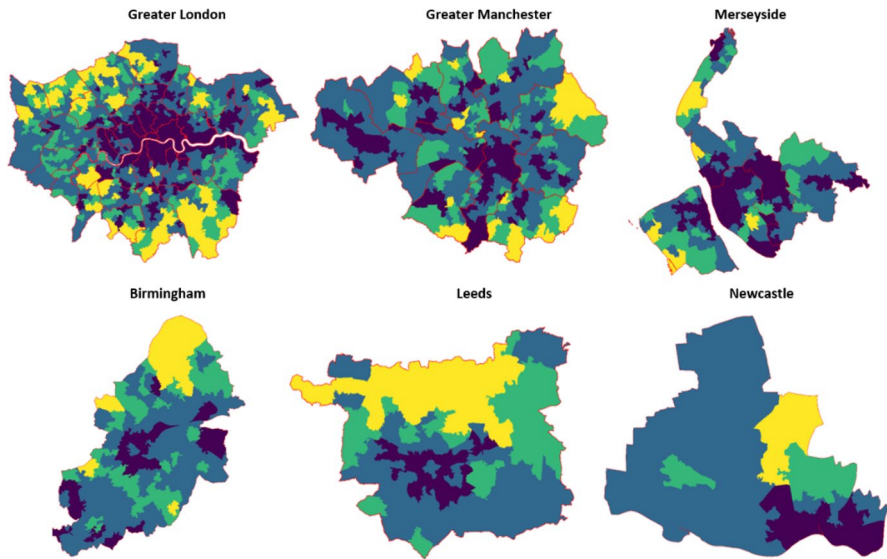 Greater London
Greater Manchester
Merseyside
Birmingham
Leeds
Newcastle